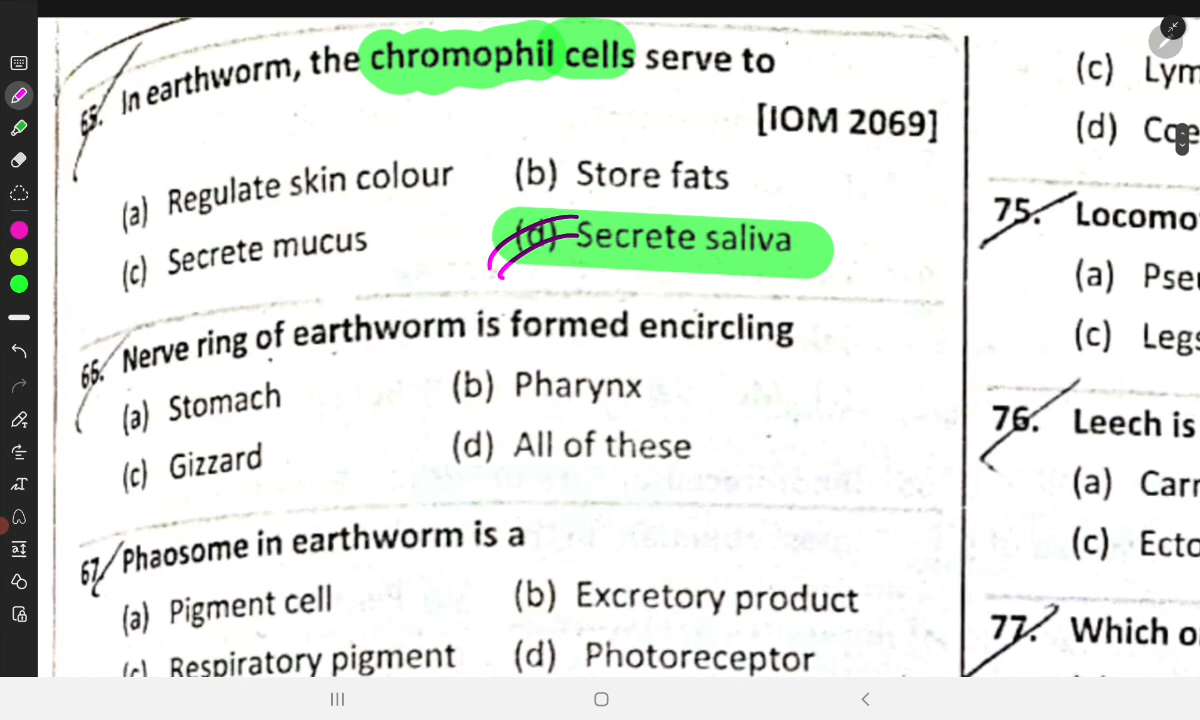 65. In earthworm, the chromophil cells serve to
[IOM 2069]
(a) Regulate skin colour (b) Store fats
(c) Secrete mucus (d) Secrete saliva
66. Nerve ring of earthworm is formed encircling
(a) Stomach (b) Pharynx
(c) Gizzard (d) All of these
67. Phaosome in earthworm is a
(a) Pigment cell (b) Excretory product
(c) Respiratory pigment (d) Photoreceptor
(c) Lym
(d) Coe
75. Locomo
(a) Pseu
(c) Legs
76. Leech is
(a) Carr
(c) Ecto
77. Which o